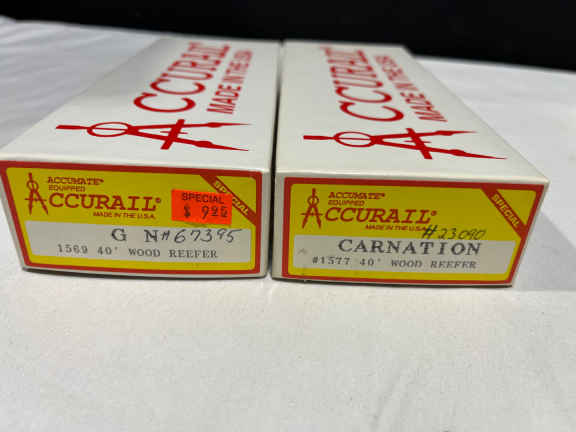 ACCURAIL
MADE IN THE USA
ACCUMATE®
EQUIPPED
ACCURAIL®
MADE IN THE U.S.A.
SPECIAL
SPECIAL
$ 9
G N #67395
1569 40' WOOD REEFER
ACCURAIL
MADE IN THE USA
ACCUMATE®
EQUIPPED
ACCURAIL®
MADE IN THE U.S.A.
SPECIAL
#23090
CARNATION
#1577 40' WOOD REEFER